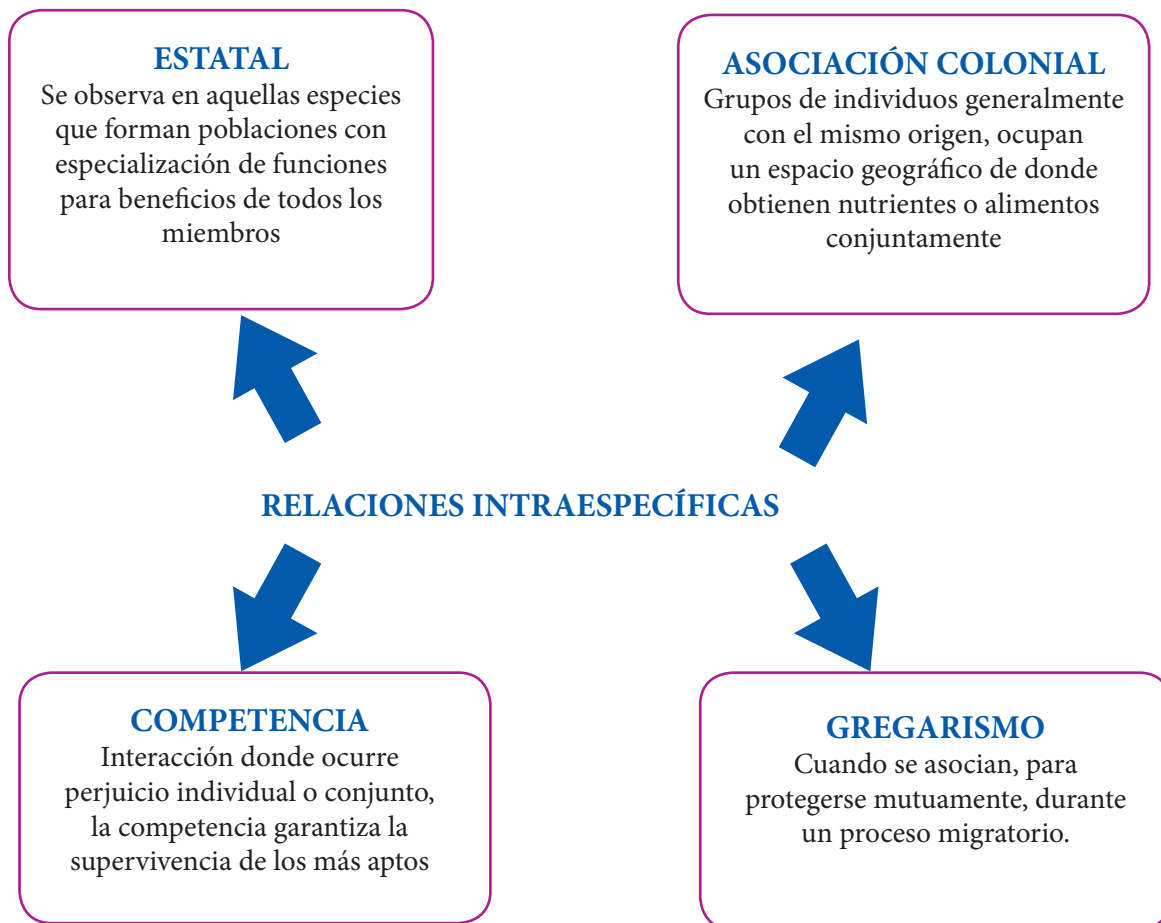 ESTATAL
Se observa en aquellas especies
que forman poblaciones con
especialización de funciones
para beneficios de todos los
miembros
ASOCIACIÓN COLONIAL
Grupos de individuos generalmente
con el mismo origen, ocupan
un espacio geográfico de donde
obtienen nutrientes o alimentos
conjuntamente
RELACIONES INTRAESPECÍFICAS
COMPETENCIA
Interacción donde ocurre
perjuicio individual o conjunto,
la competencia garantiza la
supervivencia de los más aptos
GREGARISMO
Cuando se asocian, para
protegerse mutuamente, durante
un proceso migratorio.